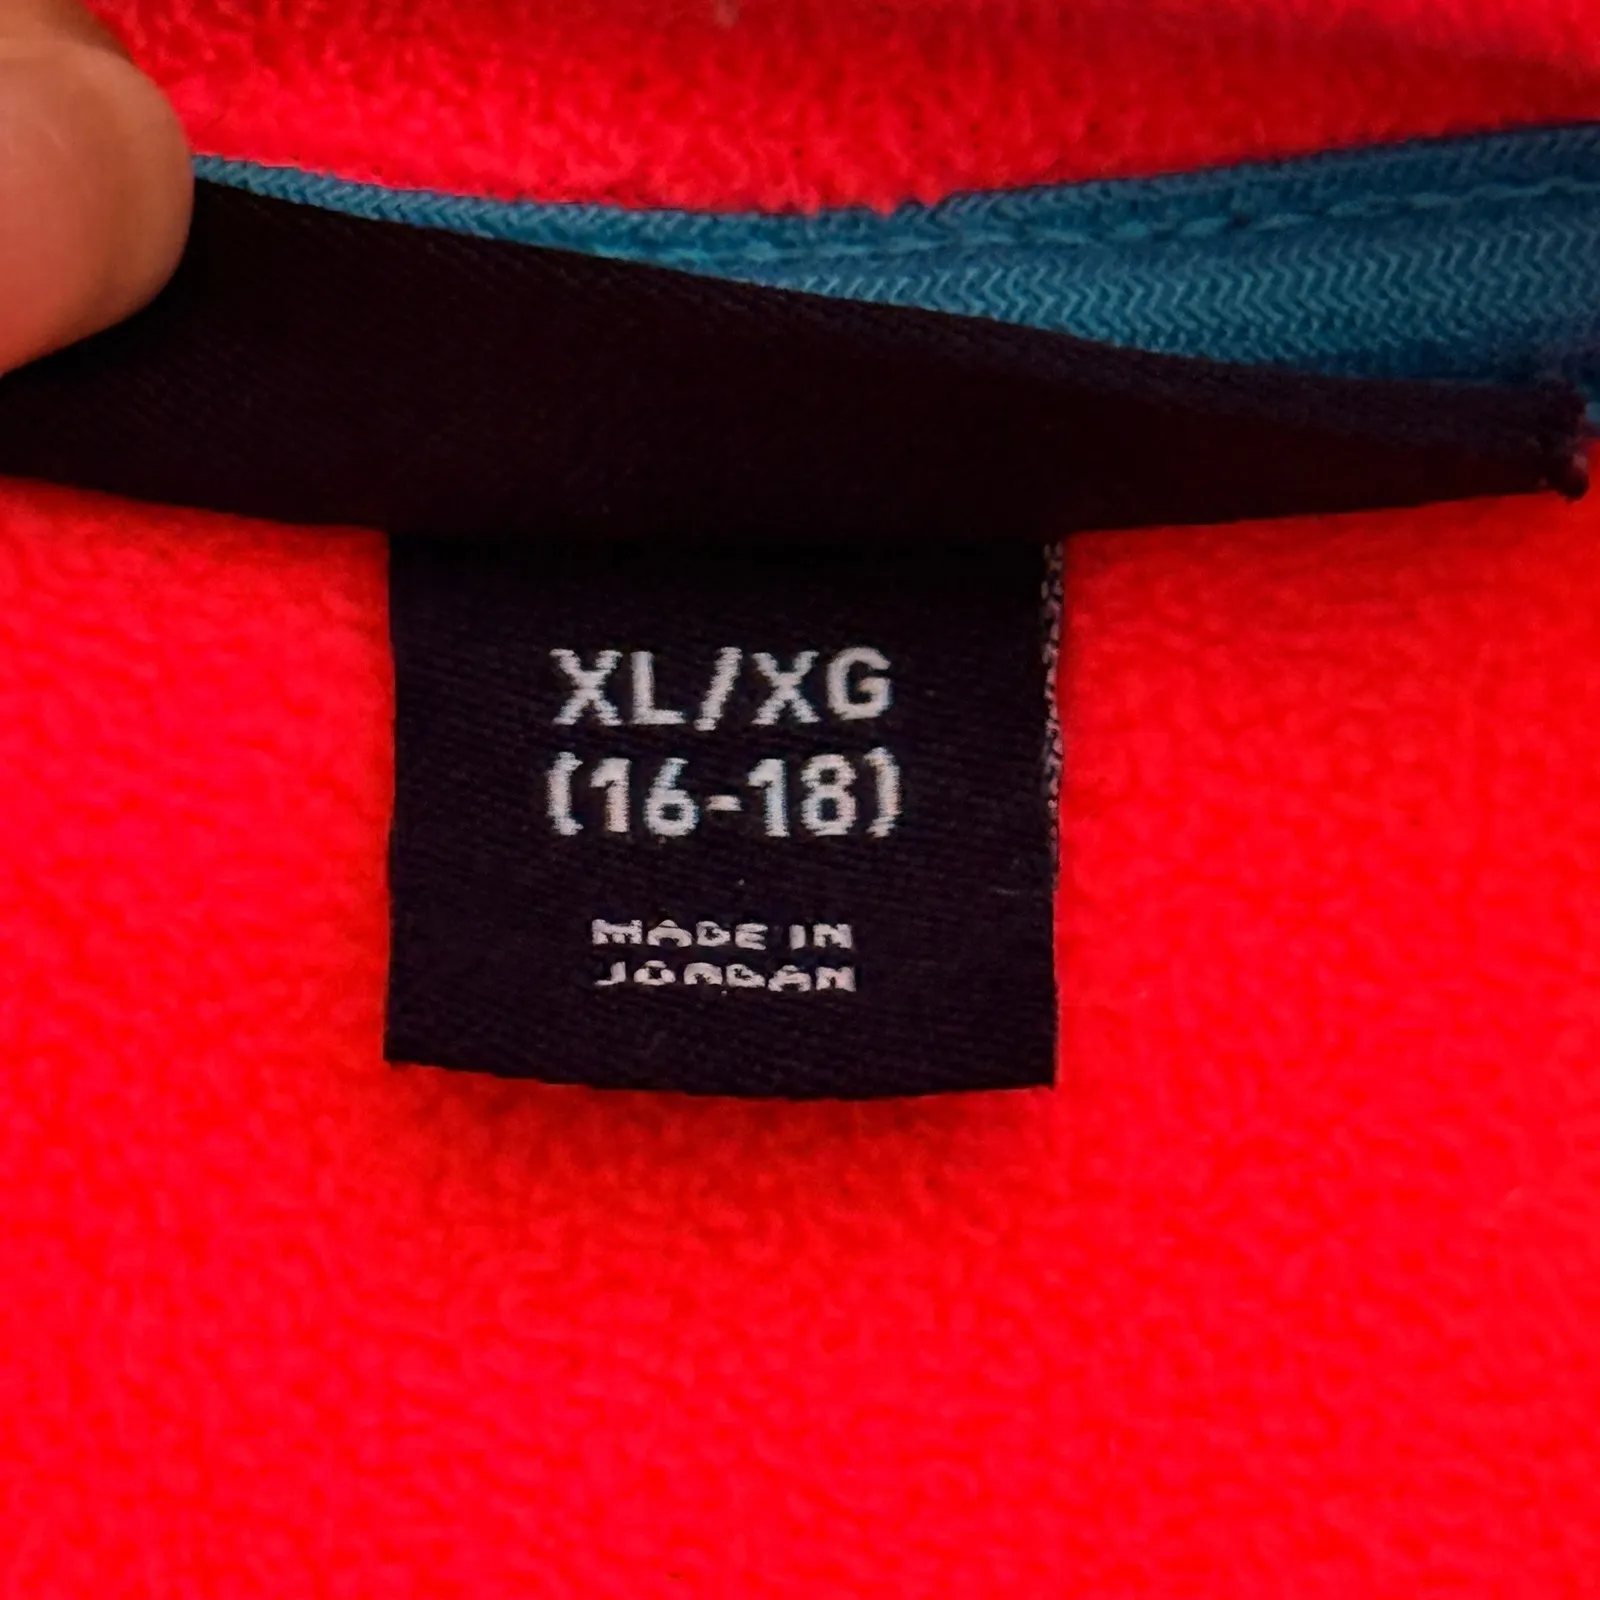 XL/XG
(16-18)
MADE IN
JORDAN